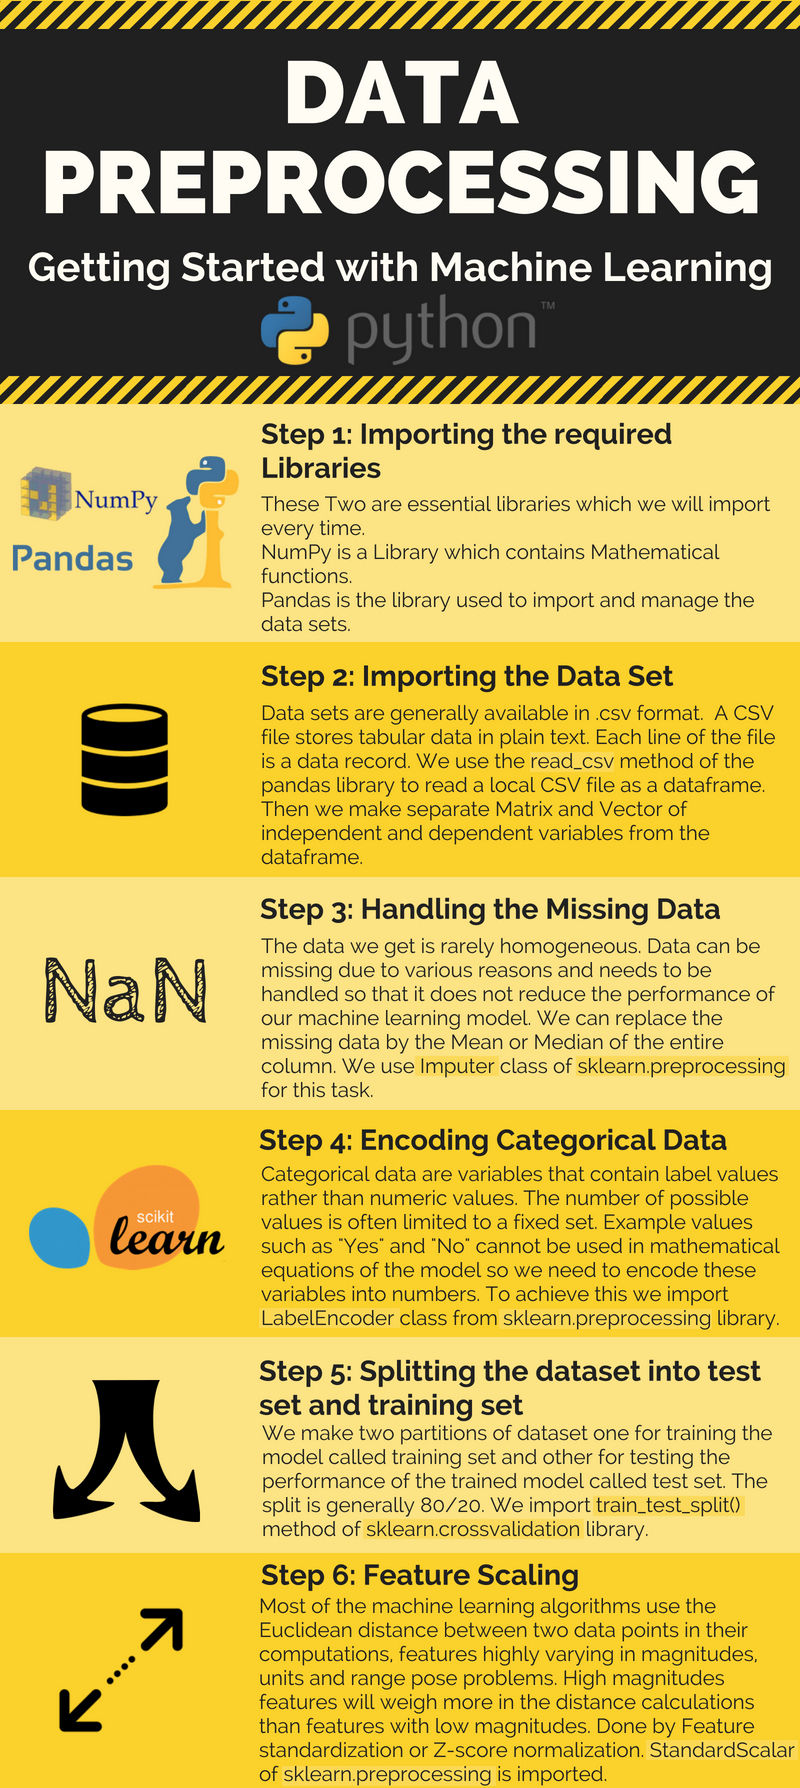 DATA
PREPROCESSING
Getting Started with Machine Learning
python™
Step 1: Importing the required
Libraries
NumPy
Pandas
These Two are essential libraries which we will import
every time.
NumPy is a Library which contains Mathematical
functions.
Pandas is the library used to import and manage the
data sets.
Step 2: Importing the Data Set
Data sets are generally available in .csv format. A CSV
file stores tabular data in plain text. Each line of the file
is a data record. We use the read_csv method of the
pandas library to read a local CSV file as a dataframe.
Then we make separate Matrix and Vector of
independent and dependent variables from the
dataframe.
Step 3: Handling the Missing Data
NaN
The data we get is rarely homogeneous. Data can be
missing due to various reasons and needs to be
handled so that it does not reduce the performance of
our machine learning model. We can replace the
missing data by the Mean or Median of the entire
column. We use Imputer class of sklearn.preprocessing
for this task.
Step 4: Encoding Categorical Data
scikit
learn
Categorical data are variables that contain label values
rather than numeric values. The number of possible
values is often limited to a fixed set. Example values
such as "Yes" and "No" cannot be used in mathematical
equations of the model so we need to encode these
variables into numbers. To achieve this we import
LabelEncoder class from sklearn.preprocessing library.
Step 5: Splitting the dataset into test
set and training set
We make two partitions of dataset one for training the
model called training set and other for testing the
performance of the trained model called test set. The
split is generally 80/20. We import train_test_split()
method of sklearn.crossvalidation library.
Step 6: Feature Scaling
Most of the machine learning algorithms use the
Euclidean distance between two data points in their
computations, features highly varying in magnitudes,
units and range pose problems. High magnitudes
features will weigh more in the distance calculations
than features with low magnitudes. Done by Feature
standardization or Z-score normalization. StandardScalar
of sklearn.preprocessing is imported.